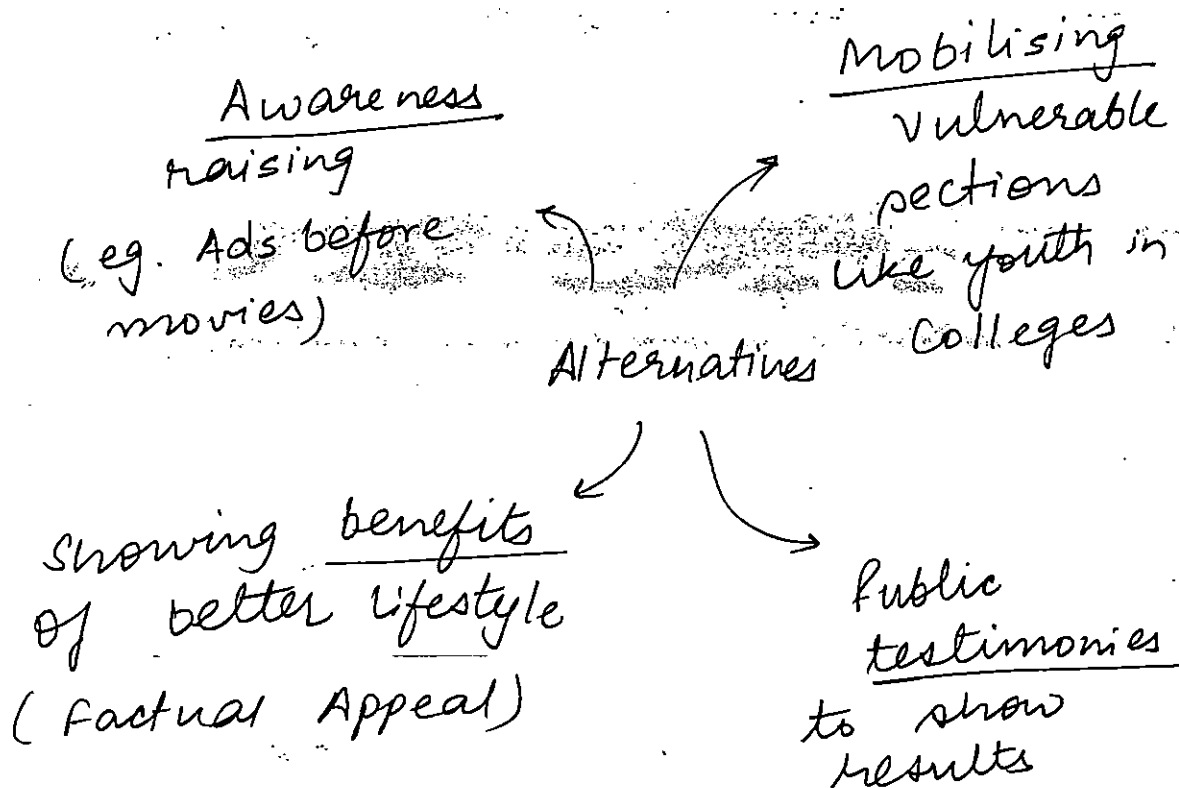 Awareness
raising
(eg. Ads before
movies)
Mobilising
vulnerable
sections
like youth in
Colleges
Alternatives
Showing benefits
of better lifestyle
(Factual Appeal)
Public
testimonies
to show
results